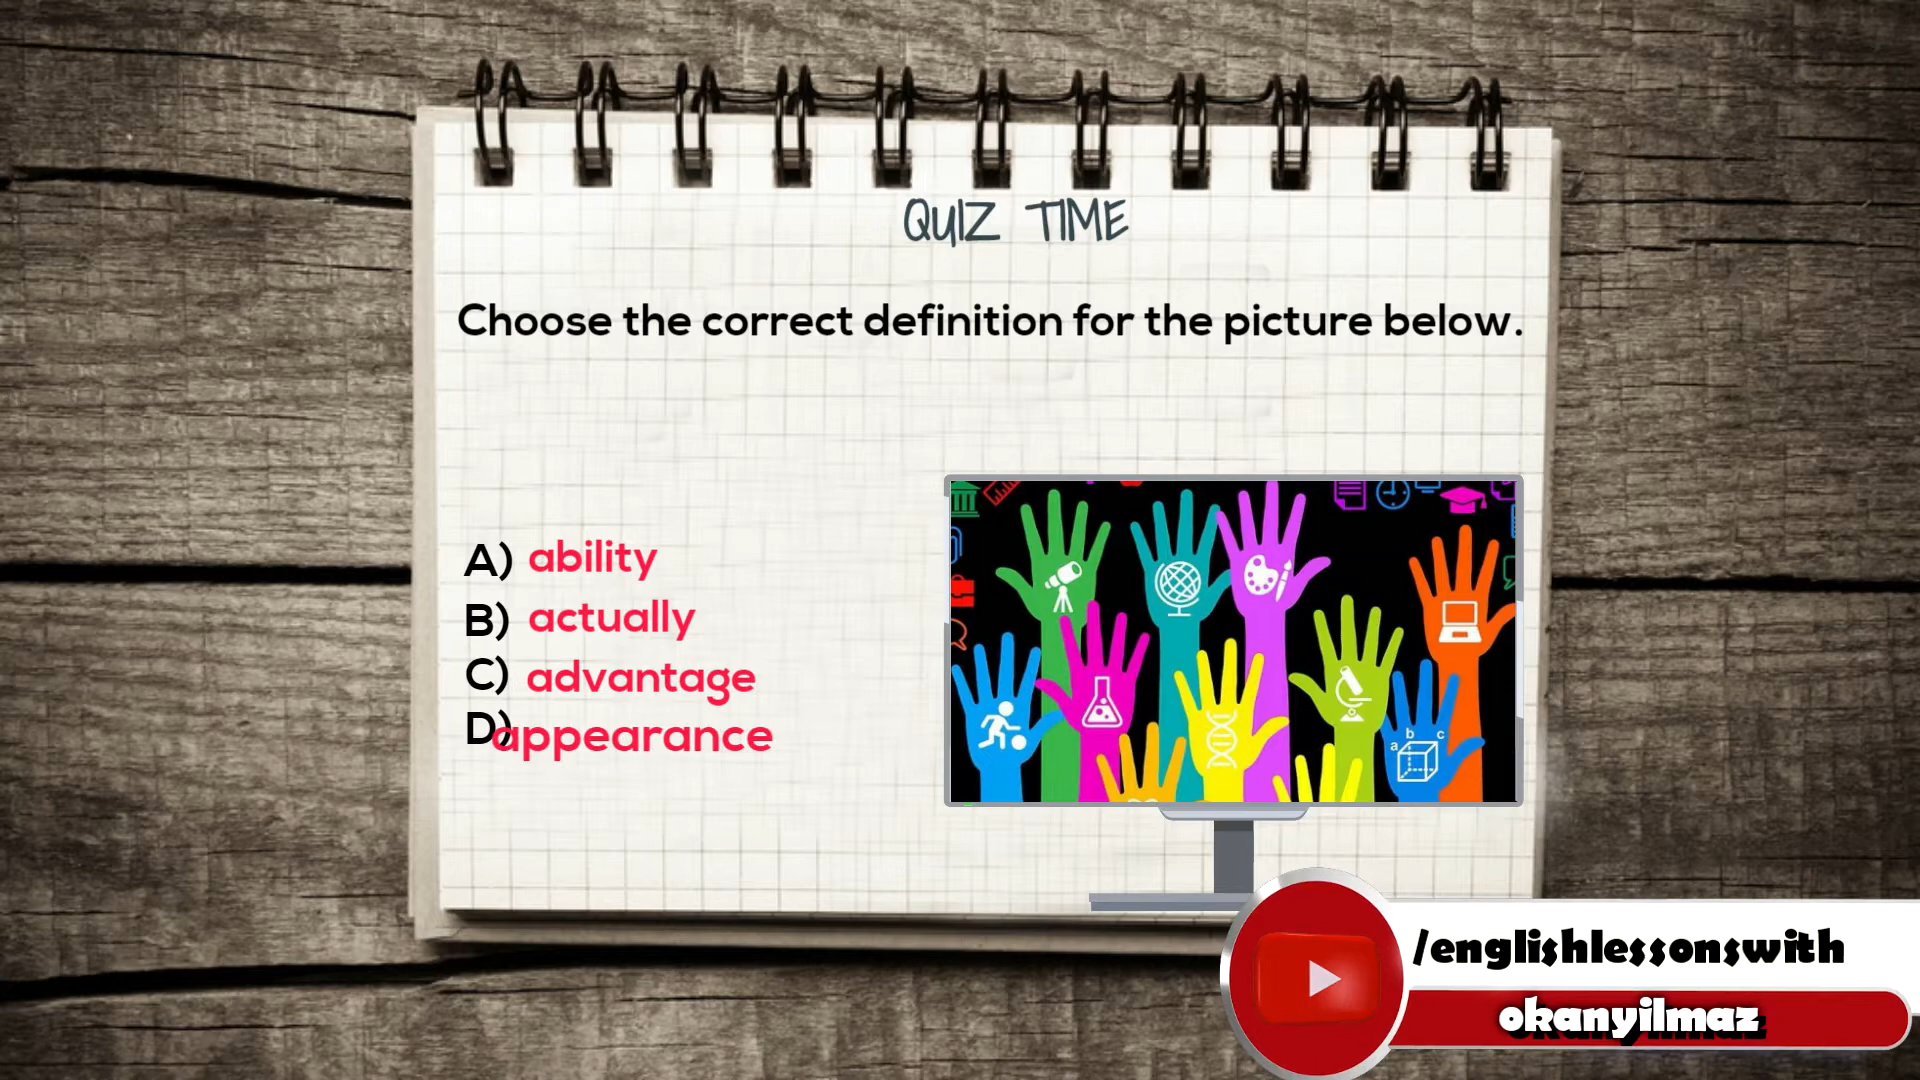 QUIZ TIME
Choose the correct definition for the picture below.
A) ability
B) actually
C) advantage
D) appearance
a b c
/englishlessonswith
okanyilmaz